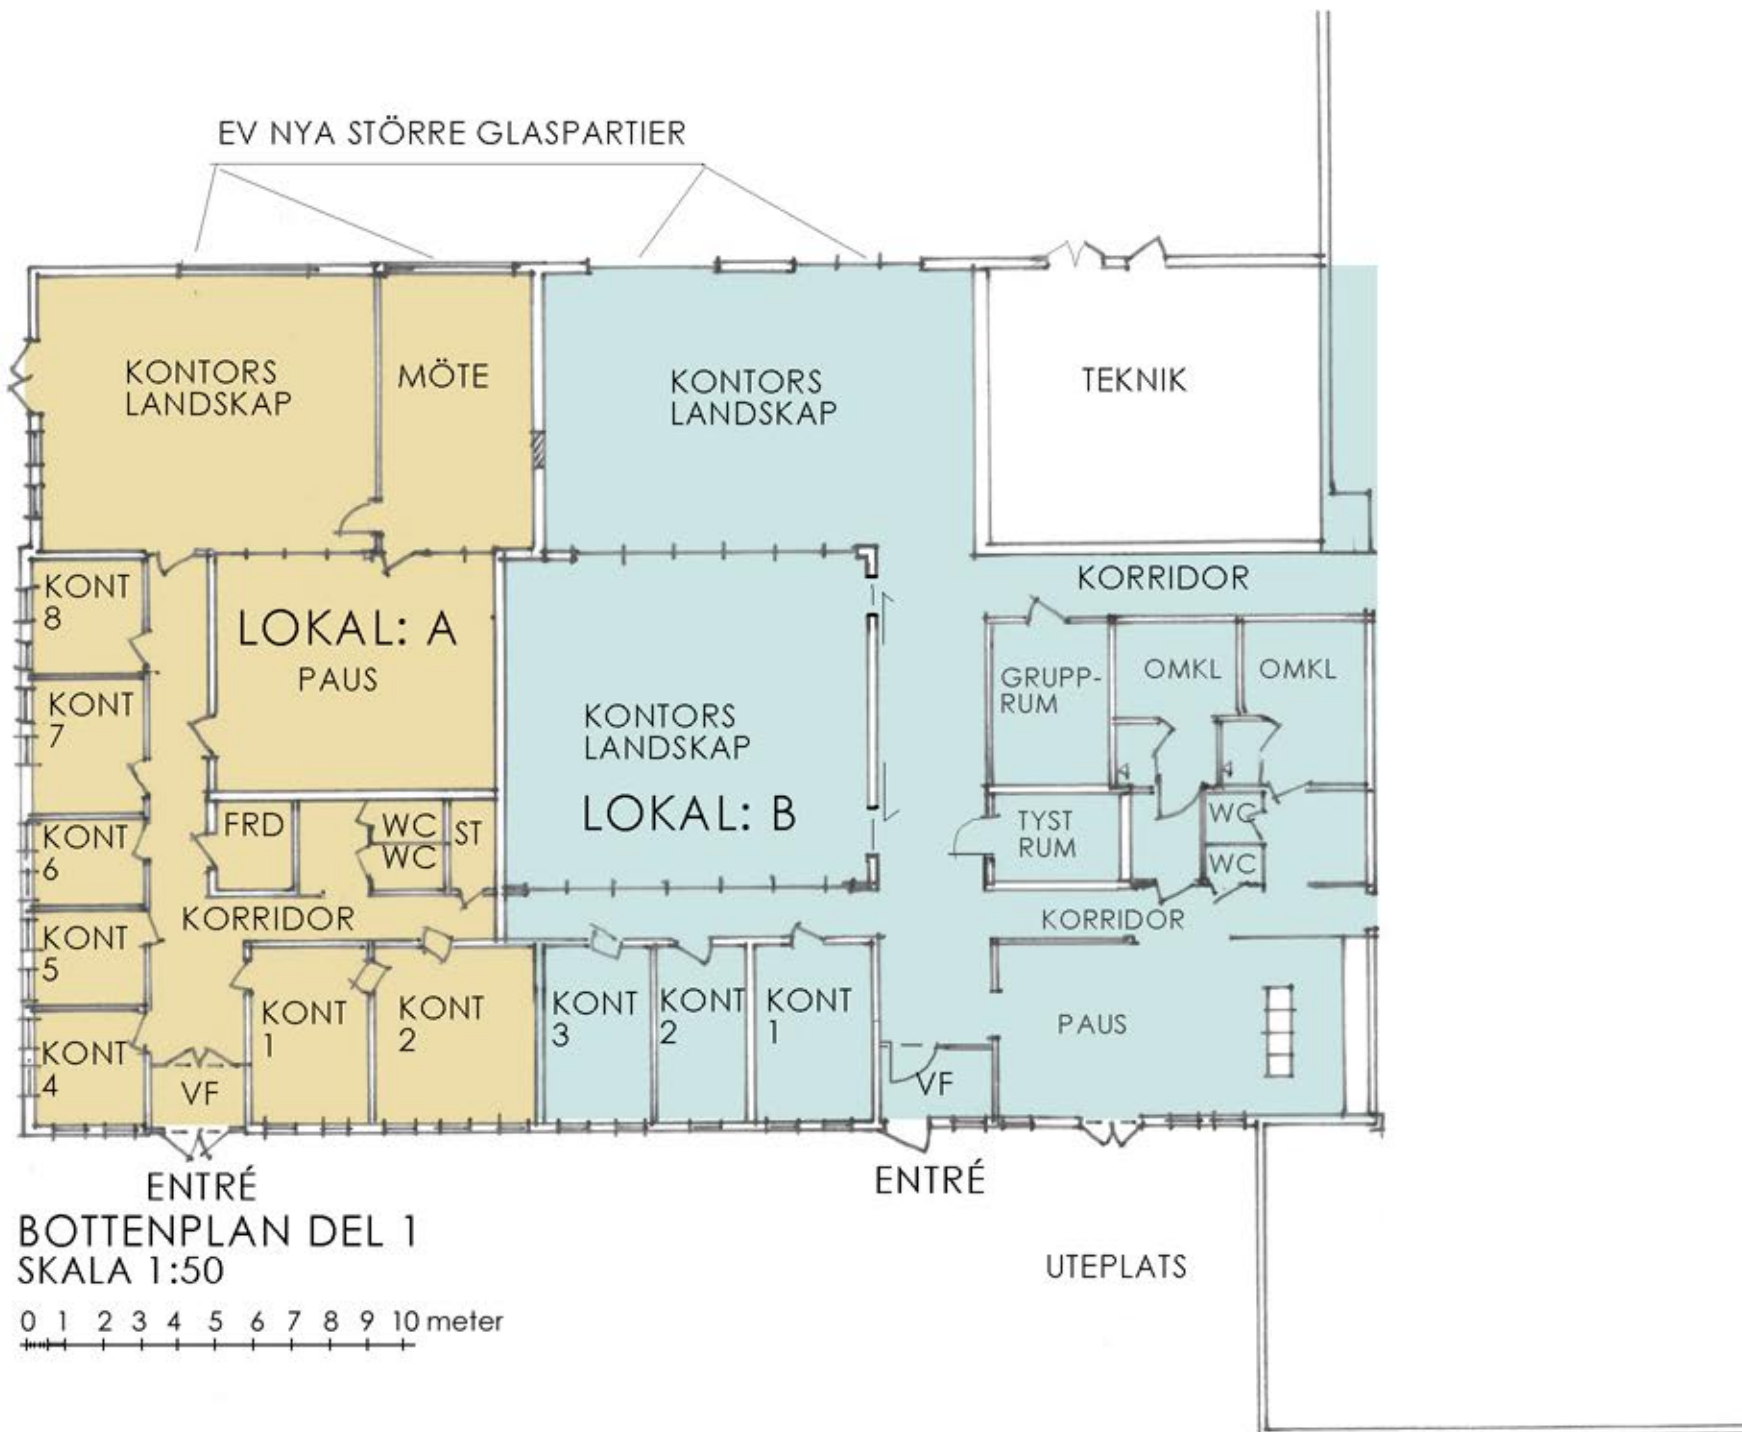 EV NYA STÖRRE GLASPARTIER
KONTORS
LANDSKAP
MÖTE
KONTORS
LANDSKAP
TEKNIK
KORRIDOR
KONT
8
LOKAL: A
PAUS
GRUPP-
RUM
OMKL
OMKL
KONT
7
KONTORS
LANDSKAP
LOKAL: B
FRD
WC
WC
ST
TYST
RUM
WC
WC
KONT
6
KORRIDOR
KORRIDOR
KONT
5
KONT
1
KONT
2
KONT
3
KONT
2
KONT
1
PAUS
KONT
4
VF
VF
ENTRÉ
ENTRÉ
BOTTENPLAN DEL 1
SKALA 1:50
UTEPLATS
0 1 2 3 4 5 6 7 8 9 10 meter